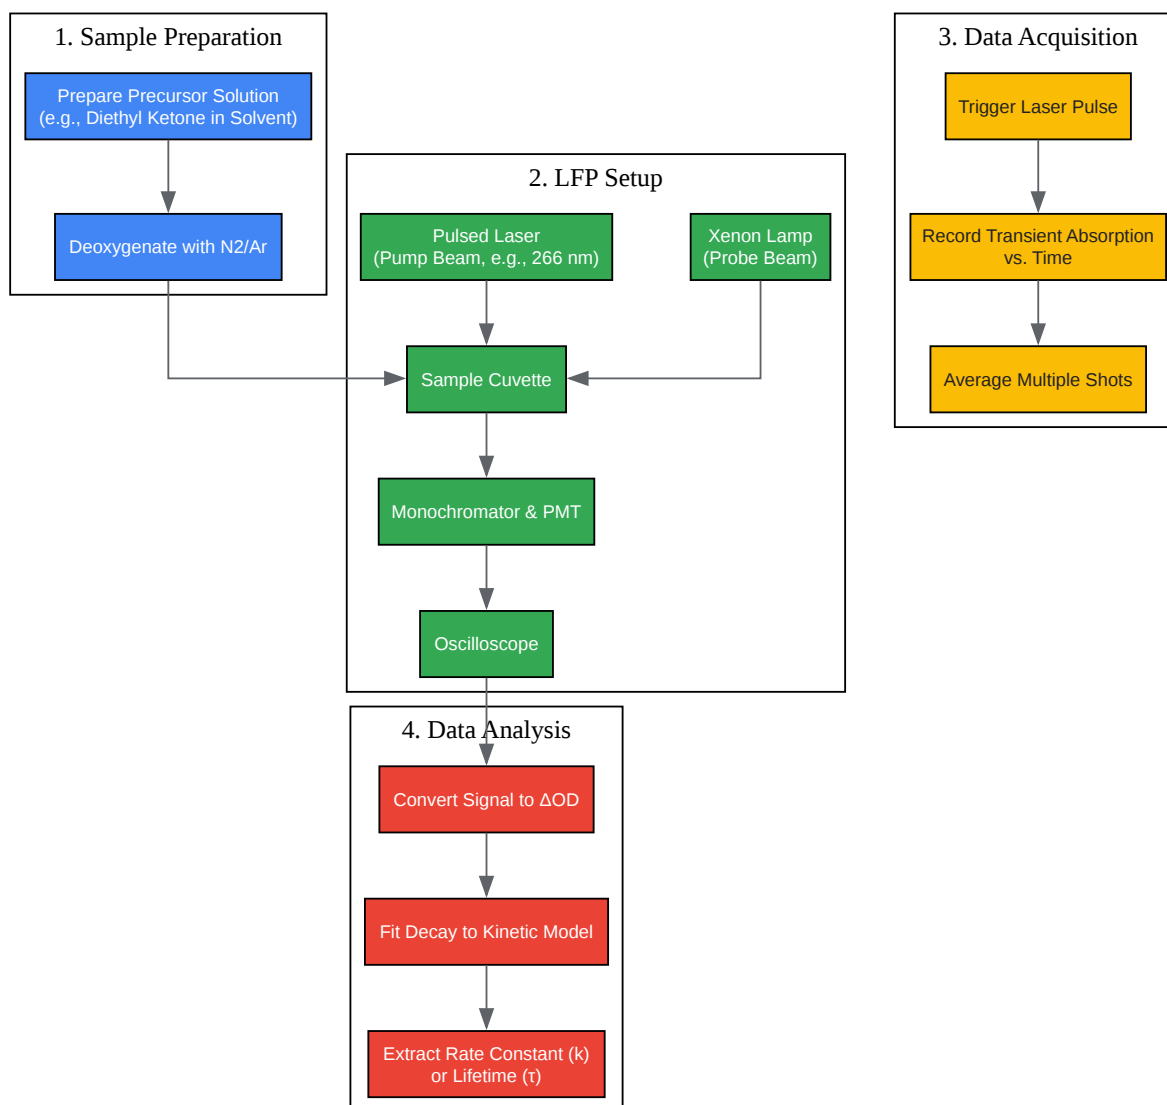 1. Sample Preparation
Prepare Precursor Solution
(e.g., Diethyl Ketone in Solvent)
Deoxygenate with N2/Ar
2. LFP Setup
Pulsed Laser
(Pump Beam, e.g., 266 nm)
Xenon Lamp
(Probe Beam)
Sample Cuvette
Monochromator & PMT
Oscilloscope
3. Data Acquisition
Trigger Laser Pulse
Record Transient Absorption
vs. Time
Average Multiple Shots
4. Data Analysis
Convert Signal to ΔOD
Fit Decay to Kinetic Model
Extract Rate Constant (k)
or Lifetime (τ)